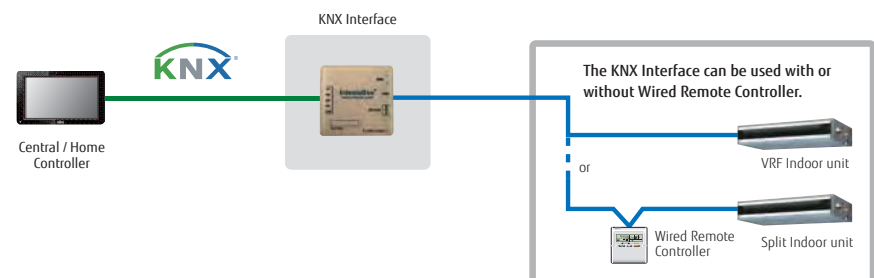 KNX Interface
KNX
The KNX Interface can be used with or
without Wired Remote Controller.
Central / Home
Controller
VRF Indoor unit
or
Wired Remote
Controller
Split Indoor unit